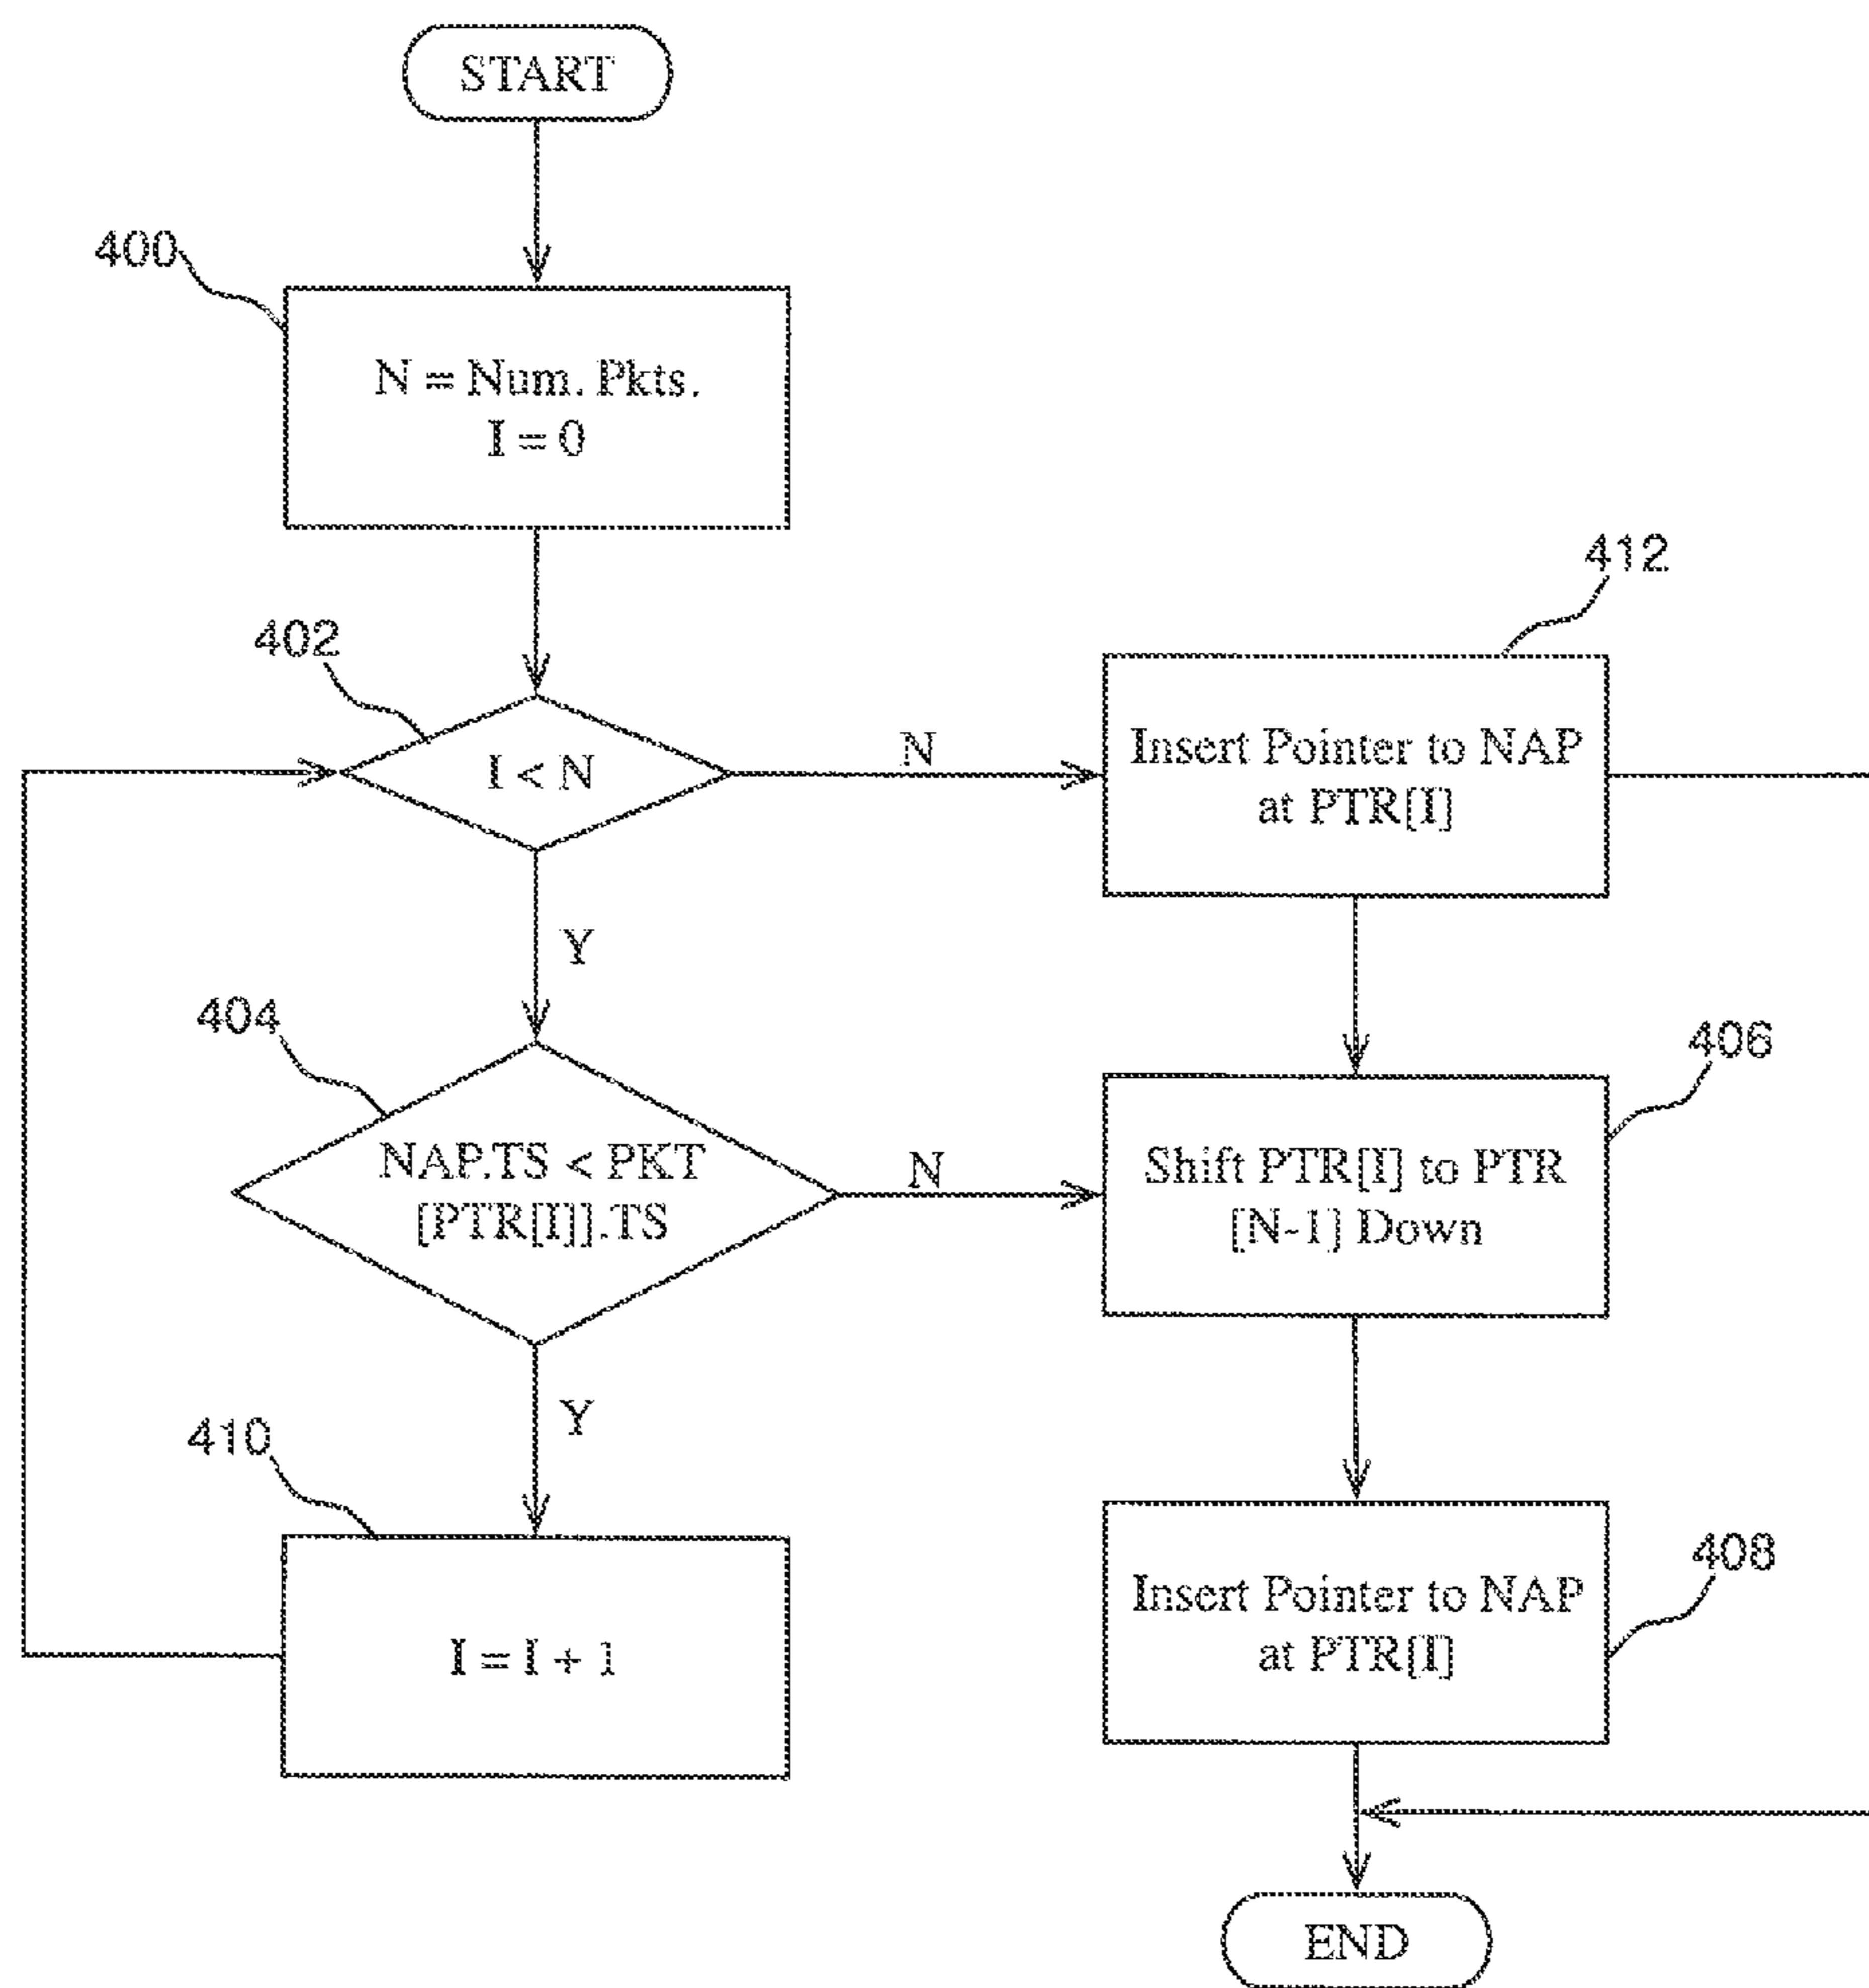 START
400
N = Num. Pkts.
I = 0
412
402
I < N
N
Insert Pointer to NAP
at PTR[I]
Y
404
406
NAP.TS < PKT
[PTR[I]].TS
N
Shift PTR[I] to PTR
[N-1] Down
Y
410
408
I = I + 1
Insert Pointer to NAP
at PTR[I]
END